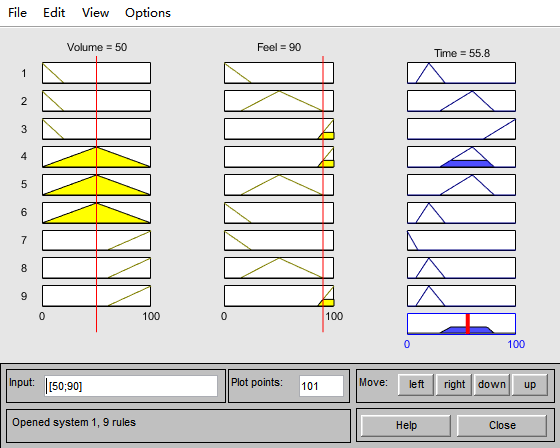 File Edit View Options
Volume = 50 Feel = 90 Time = 55.8
1
2
3
4
5
6
7
8
9
0 100 0 100
0 100
Input: [50;90] Plot points: 101 Move: left right down up
Opened system 1, 9 rules Help Close